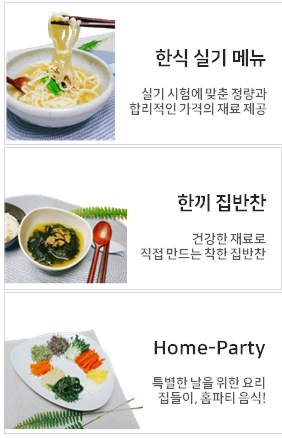 한식 실기 메뉴
실기 시험에 맞춘 정량과
합리적인 가격의 재료 제공
한끼 집반찬
건강한 재료로
직접 만드는 착한 집반찬
Home-Party
특별한 날을 위한 요리
집들이, 홈파티 음식!